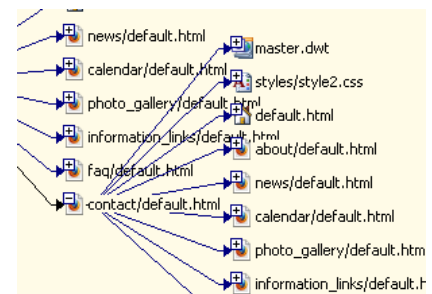 news/default.html
calendar/default.html
photo_gallery/default.html
information_links/default.html
faq/default.html
contact/default.html
master.dwt
styles/style2.css
default.html
about/default.html
news/default.html
calendar/default.html
photo_gallery/default.htm
information_links/default.h